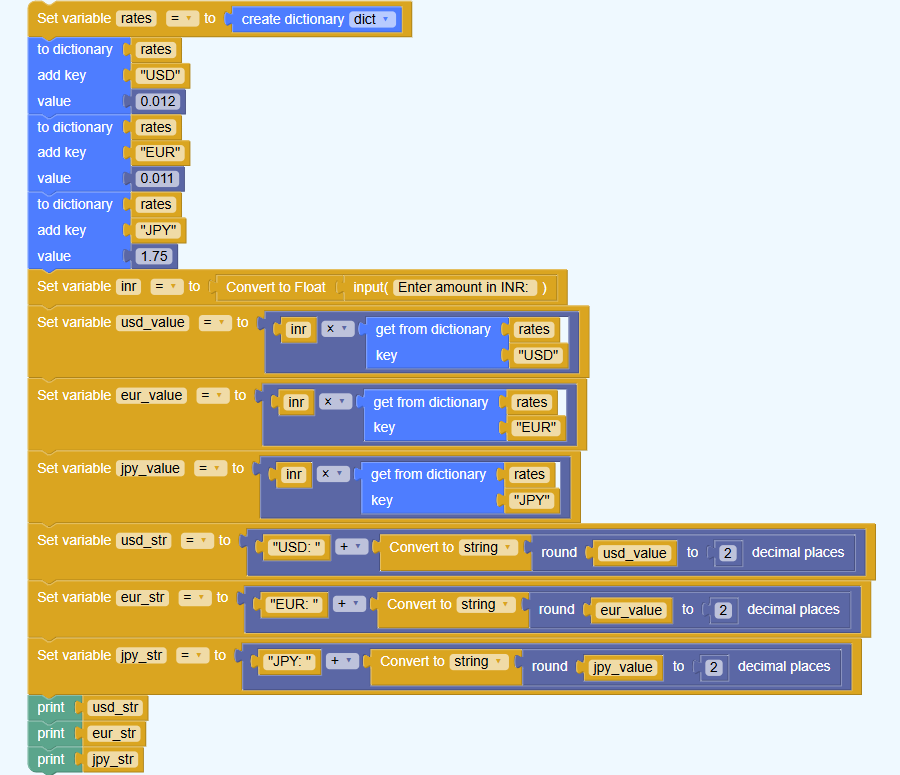 Set variable rates = to create dictionary dict
to dictionary rates
add key "USD"
value 0.012
to dictionary rates
add key "EUR"
value 0.011
to dictionary rates
add key "JPY"
value 1.75
Set variable inr = to Convert to Float input( Enter amount in INR: )
Set variable usd_value = to inr × get from dictionary rates
key "USD"
Set variable eur_value = to inr × get from dictionary rates
key "EUR"
Set variable jpy_value = to inr × get from dictionary rates
key "JPY"
Set variable usd_str = to "USD: " + Convert to string round usd_value to 2 decimal places
Set variable eur_str = to "EUR: " + Convert to string round eur_value to 2 decimal places
Set variable jpy_str = to "JPY: " + Convert to string round jpy_value to 2 decimal places
print usd_str
print eur_str
print jpy_str